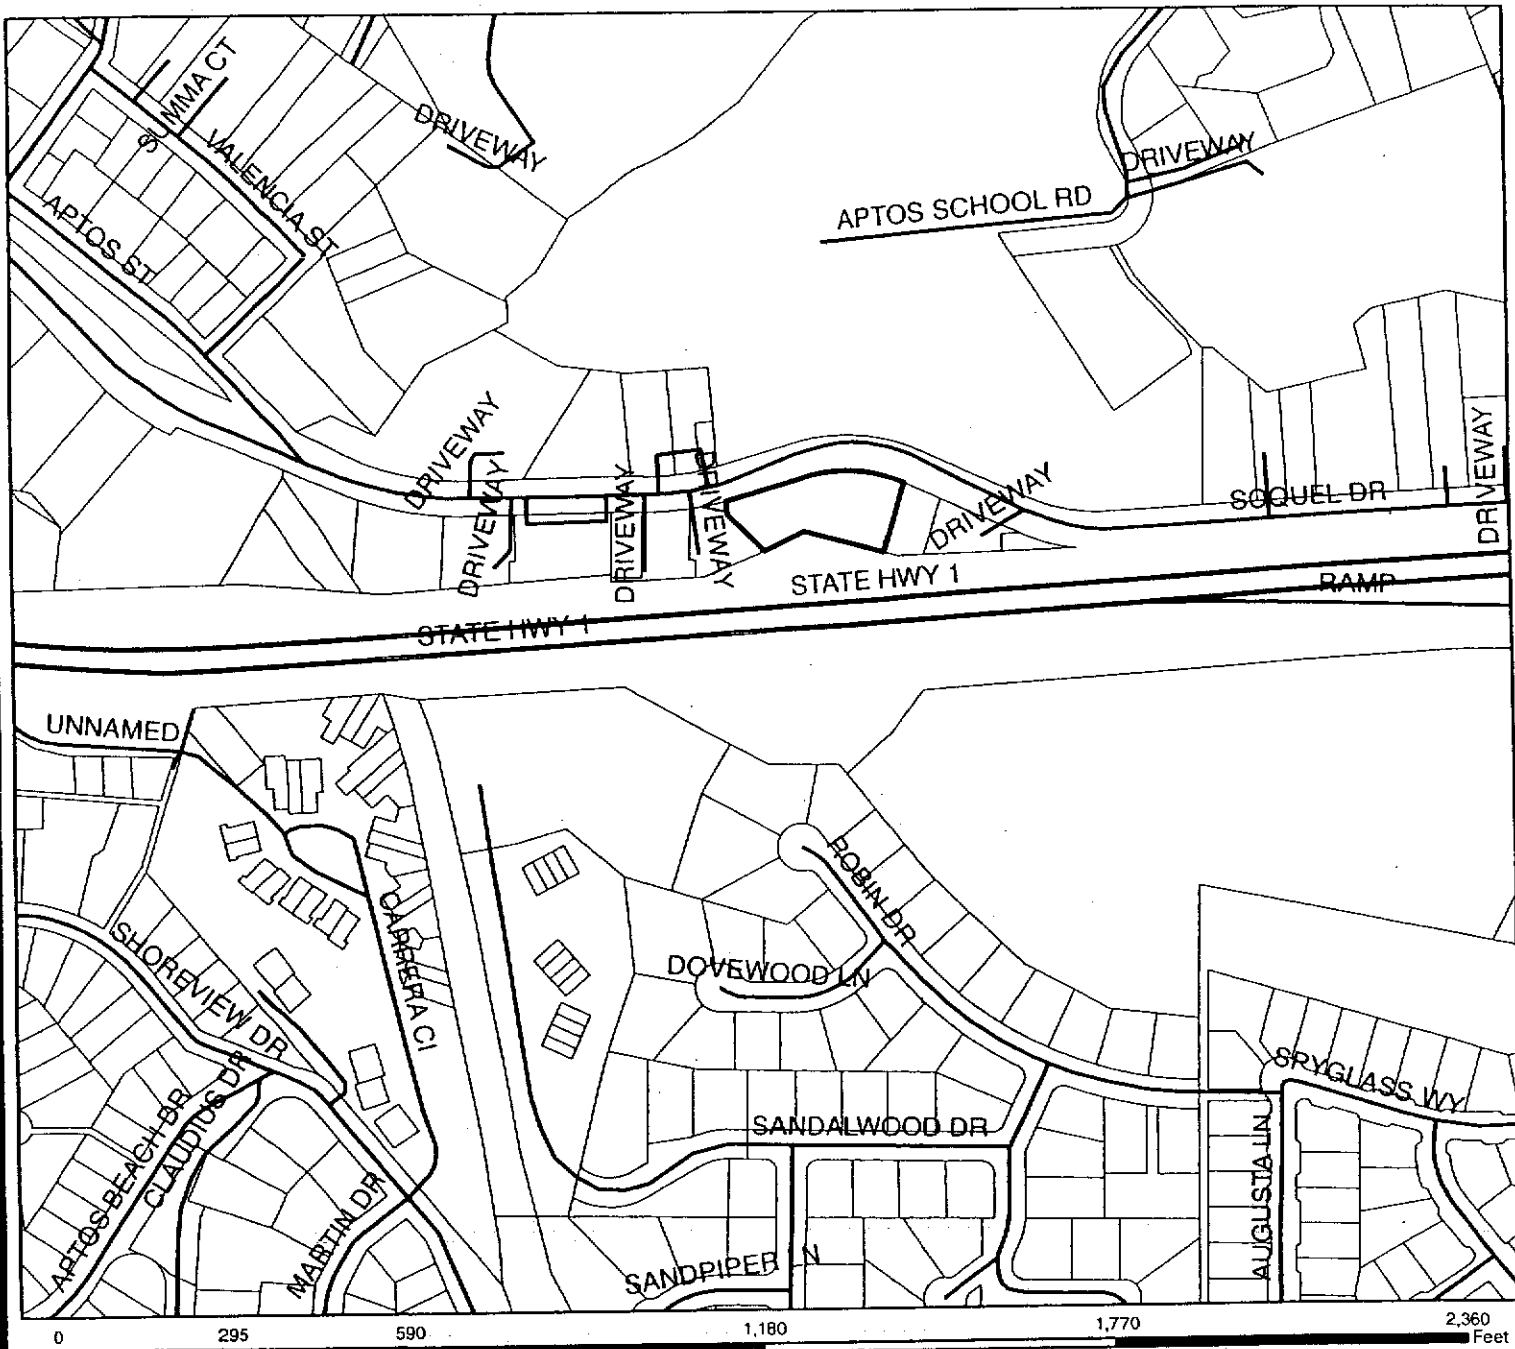 SUMMA CT
VALENCIA ST
APTOS ST
DRIVEWAY
DRIVEWAY
APTOS SCHOOL RD
DRIVEWAY
DRIVEWAY
DRIVEWAY
DRIVEWAY
DRIVEWAY
SOQUEL DR
DRIVEWAY
STATE HWY 1
STATE HWY 1
RAMP
UNNAMED
ROBIN DR
CARRERA CI
DOVEWOOD LN
SHOREVIEW DR
APTOS BEACH DR
CLAUDIUS DR
MARTIM DR
SANDALWOOD DR
SPYGLASS WY
AUGUSTA LN
SANDPIPER LN
0 295 590 1,180 1,770 2,360
Feet